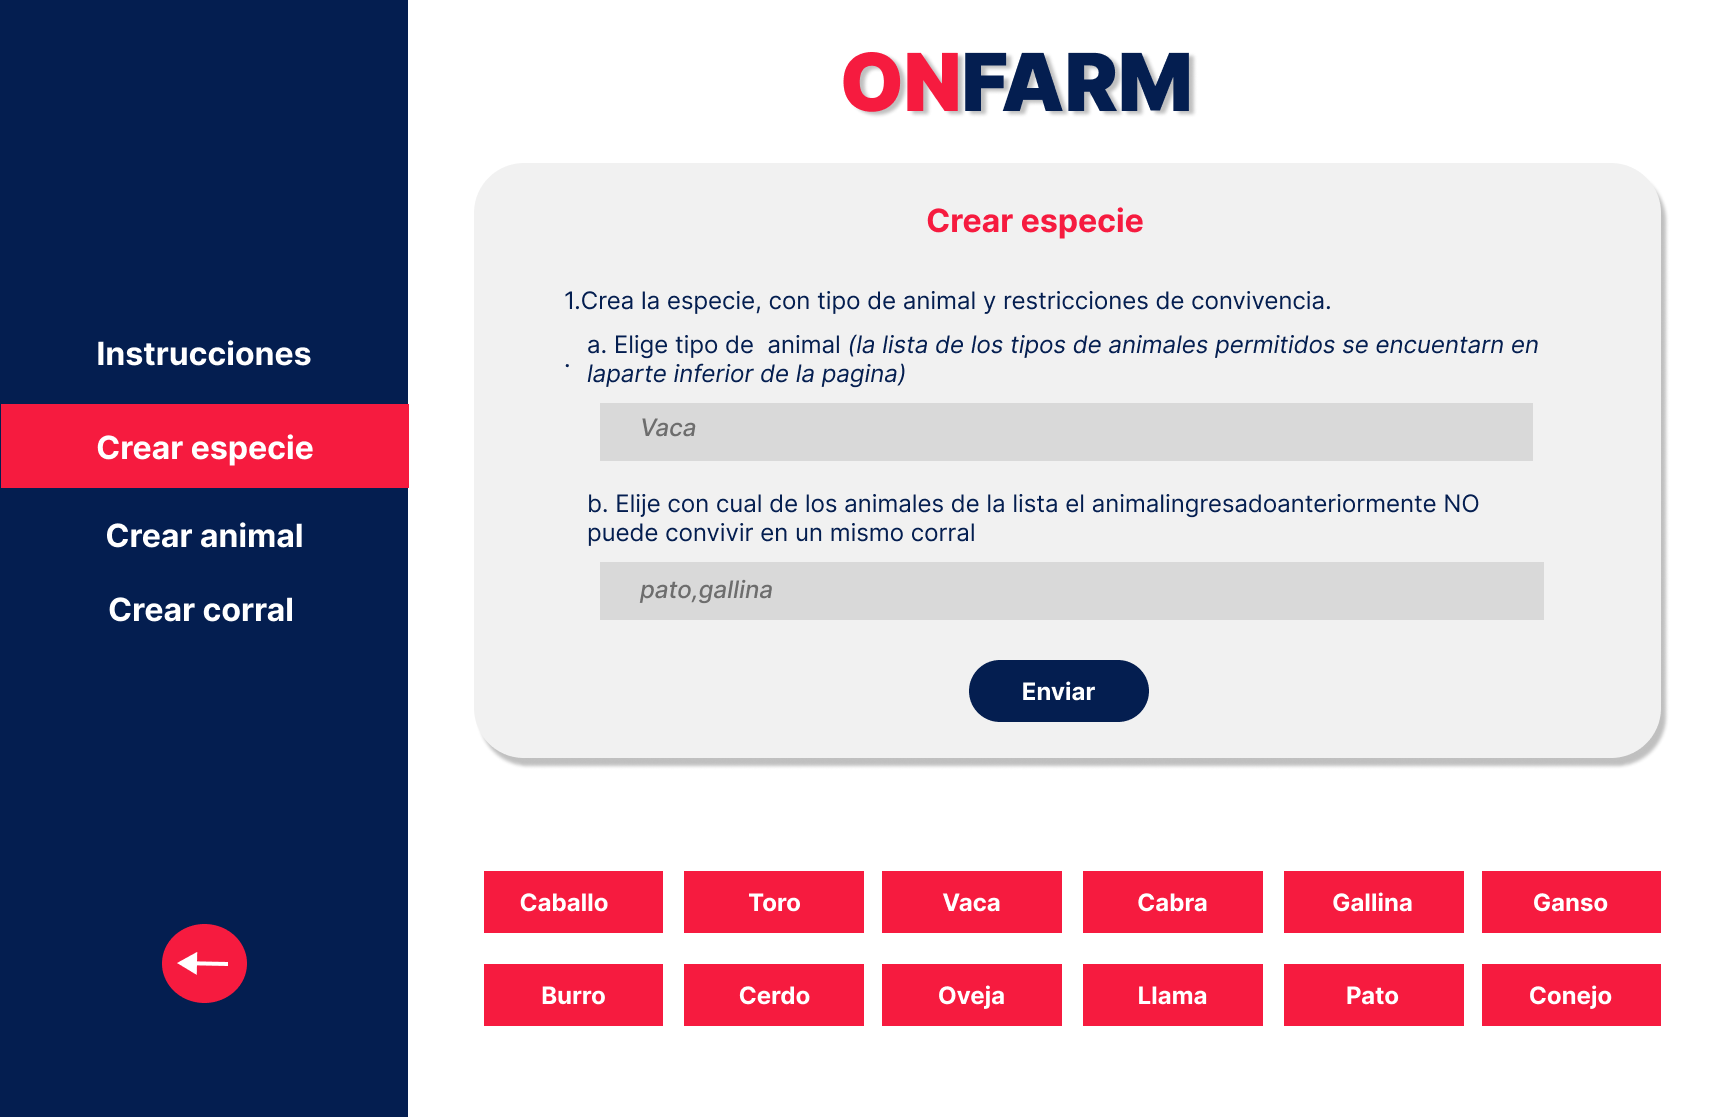 Instrucciones
Crear especie
Crear animal
Crear corral
ONFARM
Crear especie
1.Crea la especie, con tipo de animal y restricciones de convivencia.
a. Elige tipo de  animal (la lista de los tipos de animales permitidos se encuentarn en
. laparte inferior de la pagina)
Vaca
b. Elije con cual de los animales de la lista el animalingresadoanteriormente NO
puede convivir en un mismo corral
pato,gallina
Enviar
Caballo Toro Vaca Cabra Gallina Ganso
Burro Cerdo Oveja Llama Pato Conejo